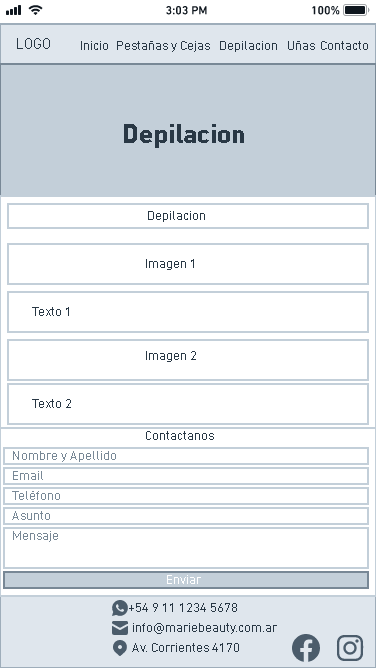 3:03 PM 100%
LOGO Inicio Pestañas y Cejas Depilacion Uñas Contacto
Depilacion
Depilacion
Imagen 1
Texto 1
Imagen 2
Texto 2
Contactanos
Nombre y Apellido
Email
Teléfono
Asunto
Mensaje
Enviar
+54 9 11 1234 5678
info@mariebeauty.com.ar
Av. Corrientes 4170